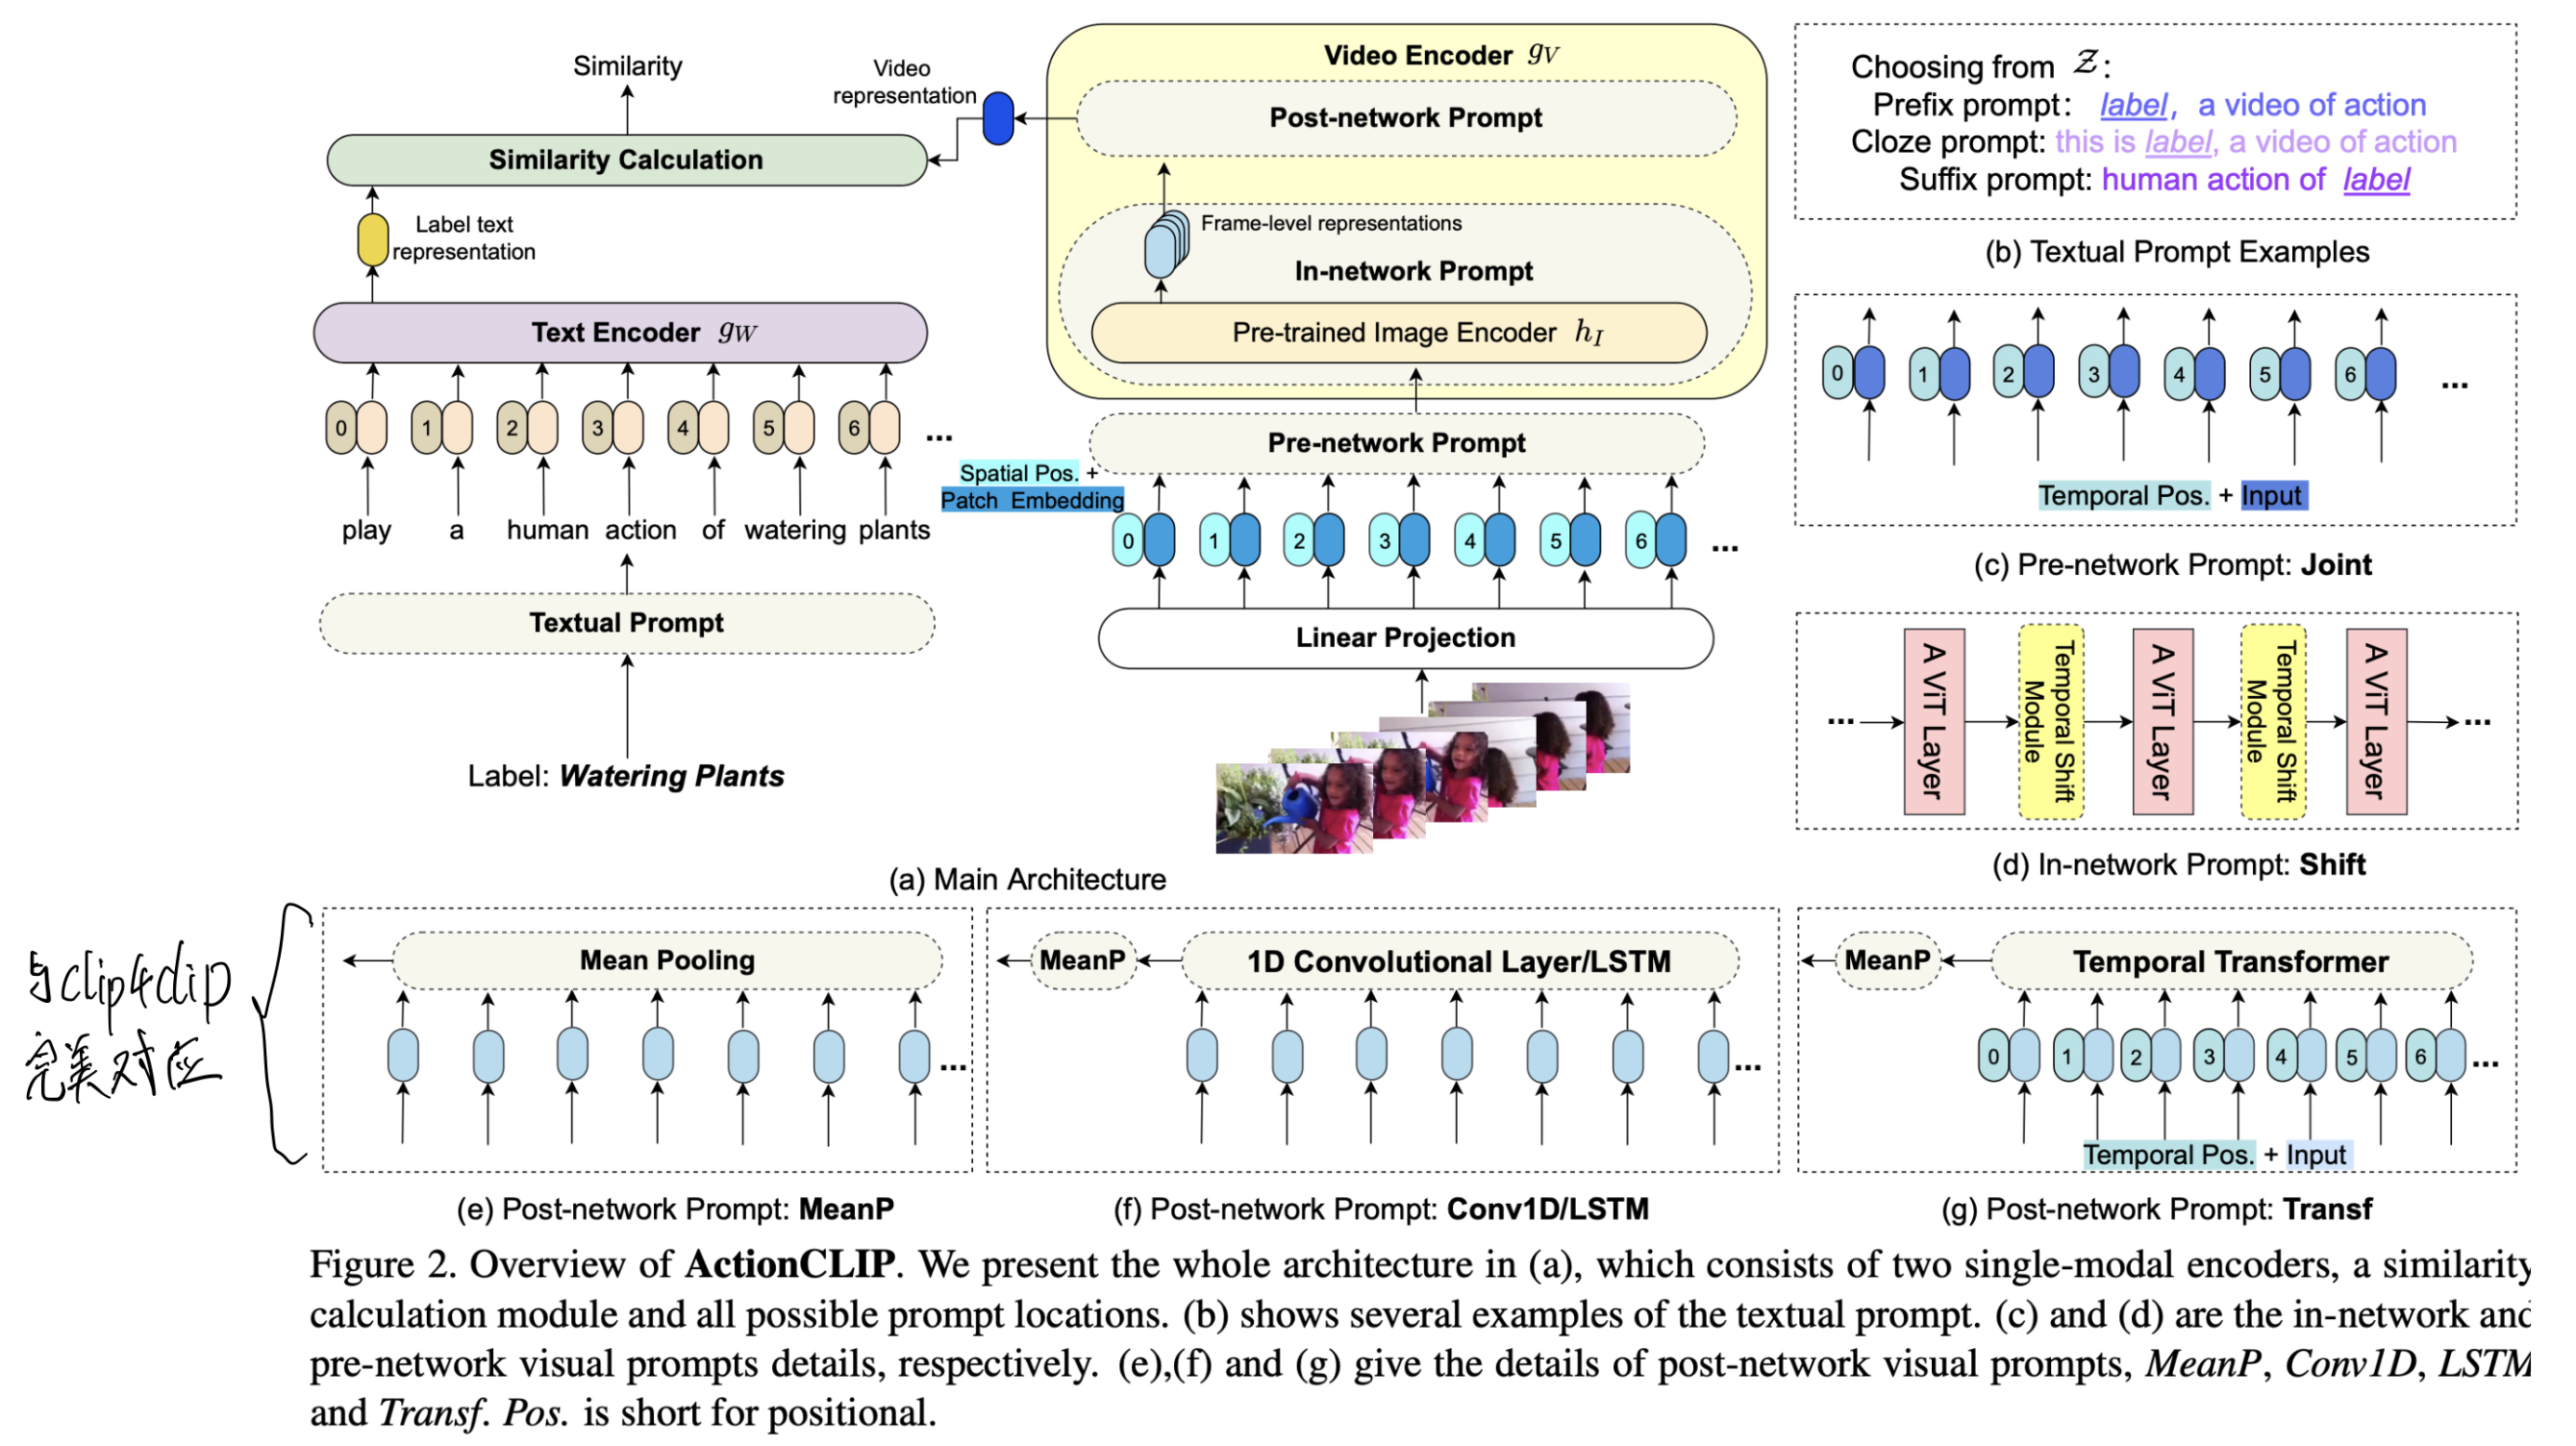 Similarity
Similarity Calculation
Video
representation
Label text
representation
Text Encoder gW
0 1 2 3 4 5 6 ...
play a human action of watering plants
Textual Prompt
Label: Watering Plants
Video Encoder gV
Post-network Prompt
Frame-level representations
In-network Prompt
Pre-trained Image Encoder hI
Pre-network Prompt
Spatial Pos. +
Patch Embedding
0 1 2 3 4 5 6 ...
Linear Projection
(a) Main Architecture
Choosing from Z:
Prefix prompt: label, a video of action
Cloze prompt: this is label, a video of action
Suffix prompt: human action of label
(b) Textual Prompt Examples
0 1 2 3 4 5 6 ...
Temporal Pos. + Input
(c) Pre-network Prompt: Joint
... A ViT Layer
Temporal Shift
Module
A ViT Layer
Temporal Shift
Module
A ViT Layer ...
(d) In-network Prompt: Shift
与clip4clip
完美对应
Mean Pooling
...
(e) Post-network Prompt: MeanP
MeanP
1D Convolutional Layer/LSTM
...
(f) Post-network Prompt: Conv1D/LSTM
MeanP
Temporal Transformer
0 1 2 3 4 5 6 ...
Temporal Pos. + Input
(g) Post-network Prompt: Transf
Figure 2. Overview of ActionCLIP. We present the whole architecture in (a), which consists of two single-modal encoders, a similarity
calculation module and all possible prompt locations. (b) shows several examples of the textual prompt. (c) and (d) are the in-network and
pre-network visual prompts details, respectively. (e),(f) and (g) give the details of post-network visual prompts, MeanP, Conv1D, LSTM
and Transf. Pos. is short for positional.